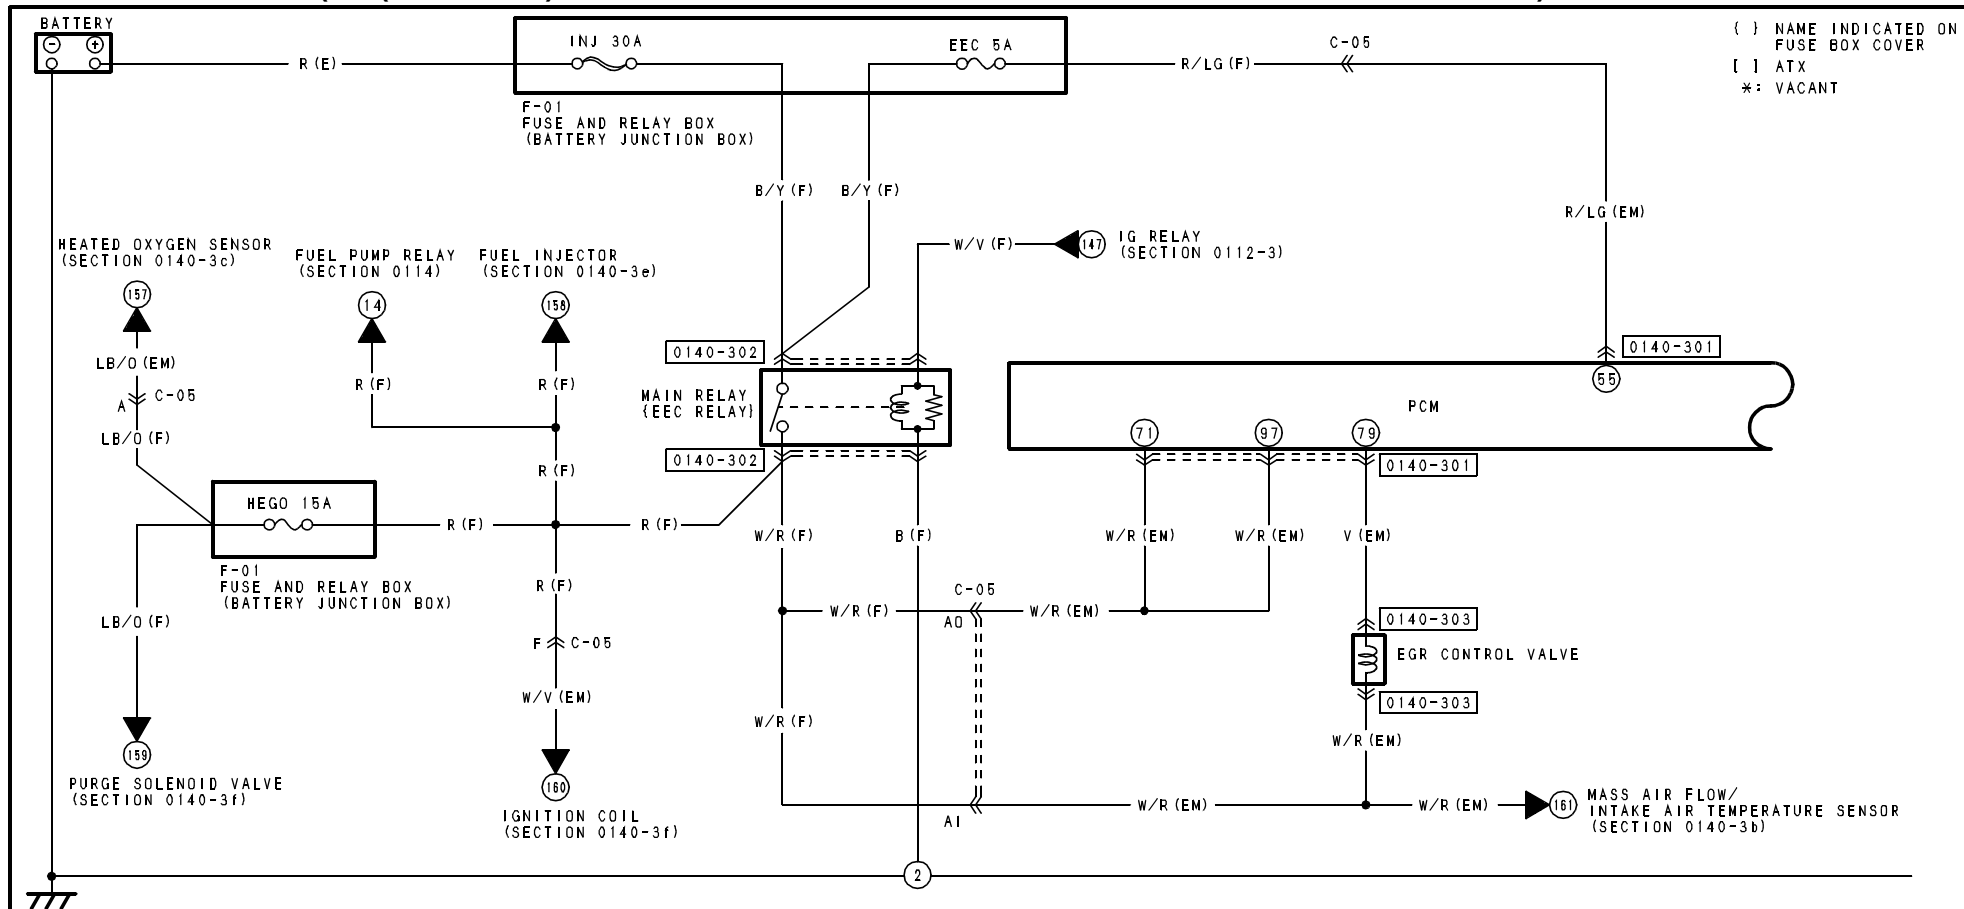 BATTERY
- +
R (E)
INJ 30A
EEC 5A
C-05
R/LG (F)
{ } NAME INDICATED ON
FUSE BOX COVER
[ ] ATX
*: VACANT
F-01
FUSE AND RELAY BOX
(BATTERY JUNCTION BOX)
B/Y (F)
B/Y (F)
R/LG (EM)
HEATED OXYGEN SENSOR
(SECTION 0140-3c)
157
FUEL PUMP RELAY
(SECTION 0114)
14
FUEL INJECTOR
(SECTION 0140-3e)
158
W/V (F)
147
IG RELAY
(SECTION 0112-3)
LB/O (EM)
A C-05
LB/O (F)
R (F)
R (F)
R (F)
0140-302
MAIN RELAY
{EEC RELAY}
0140-302
0140-301
55
PCM
71
97
79
0140-301
HEGO 15A
R (F)
R (F)
F-01
FUSE AND RELAY BOX
(BATTERY JUNCTION BOX)
W/R (F)
B (F)
W/R (EM)
W/R (EM)
V (EM)
LB/O (F)
R (F)
F C-05
W/V (EM)
W/R (F)
C-05
AO
W/R (EM)
0140-303
EGR CONTROL VALVE
0140-303
W/R (F)
W/R (EM)
159
PURGE SOLENOID VALVE
(SECTION 0140-3f)
160
IGNITION COIL
(SECTION 0140-3f)
AI
W/R (EM)
W/R (EM)
161
MASS AIR FLOW/
INTAKE AIR TEMPERATURE SENSOR
(SECTION 0140-3b)
2